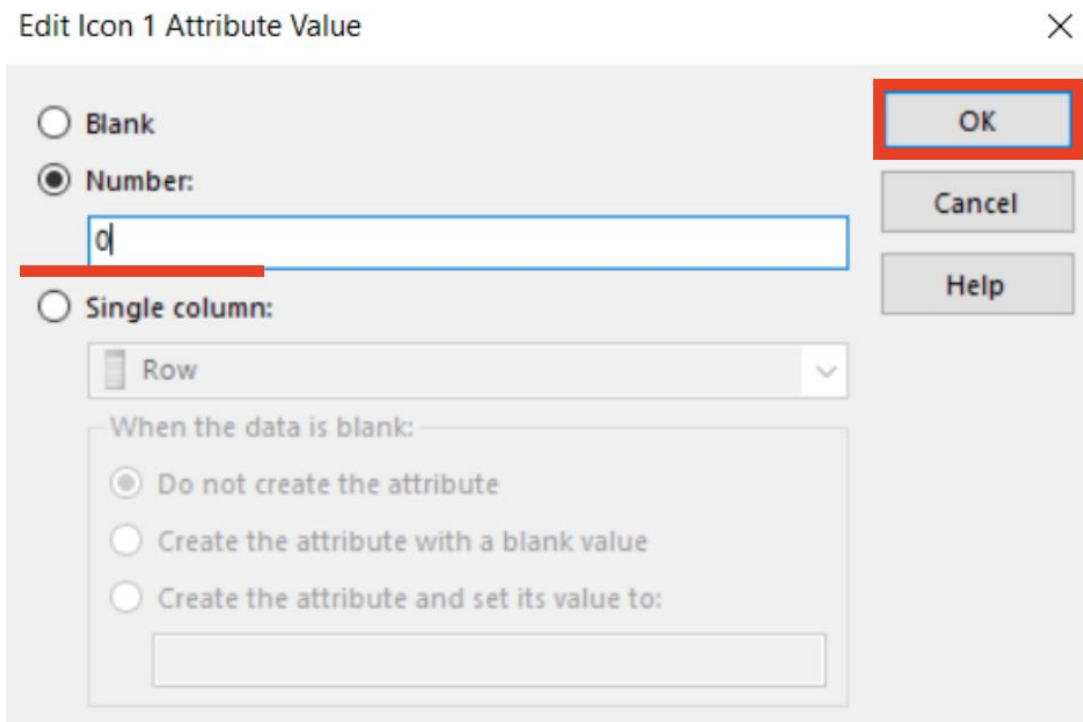 Edit Icon 1 Attribute Value
Blank
OK
Number:
Cancel
0
Help
Single column:
Row
When the data is blank:
Do not create the attribute
Create the attribute with a blank value
Create the attribute and set its value to: